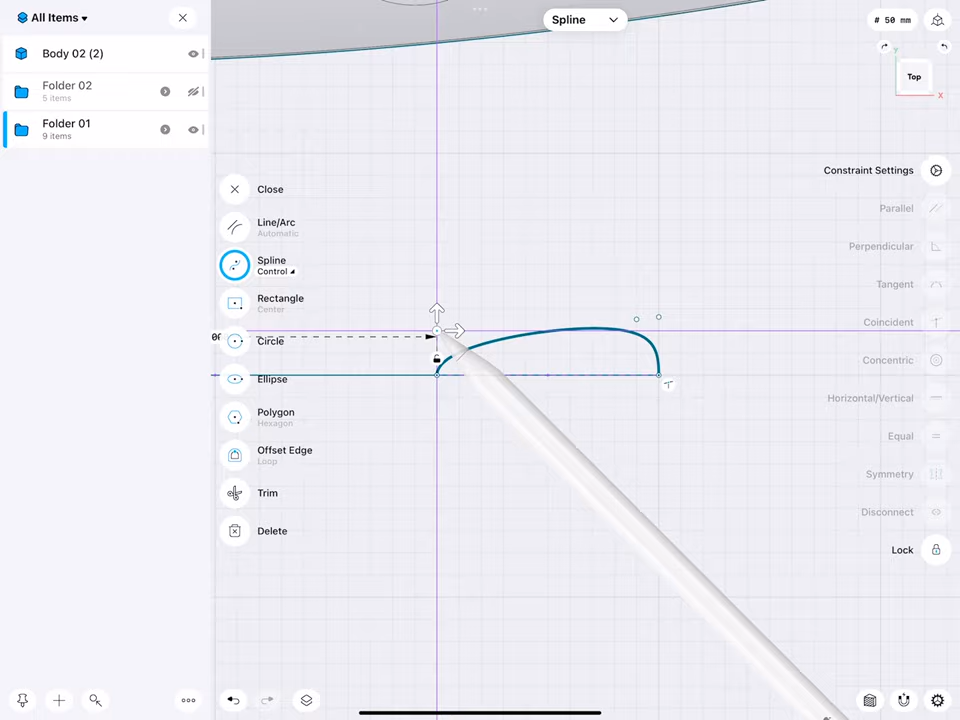 All Items
Body 02 (2)
Folder 02
5 items
Folder 01
9 items
Spline
# 50 mm
Y
Top
X
Close
Line/Arc
Automatic
Spline
Control
Rectangle
Center
Circle
Ellipse
Polygon
Hexagon
Offset Edge
Loop
Trim
Delete
Constraint Settings
Parallel
Perpendicular
Tangent
Coincident
Concentric
Horizontal/Vertical
Equal
Symmetry
Disconnect
Lock